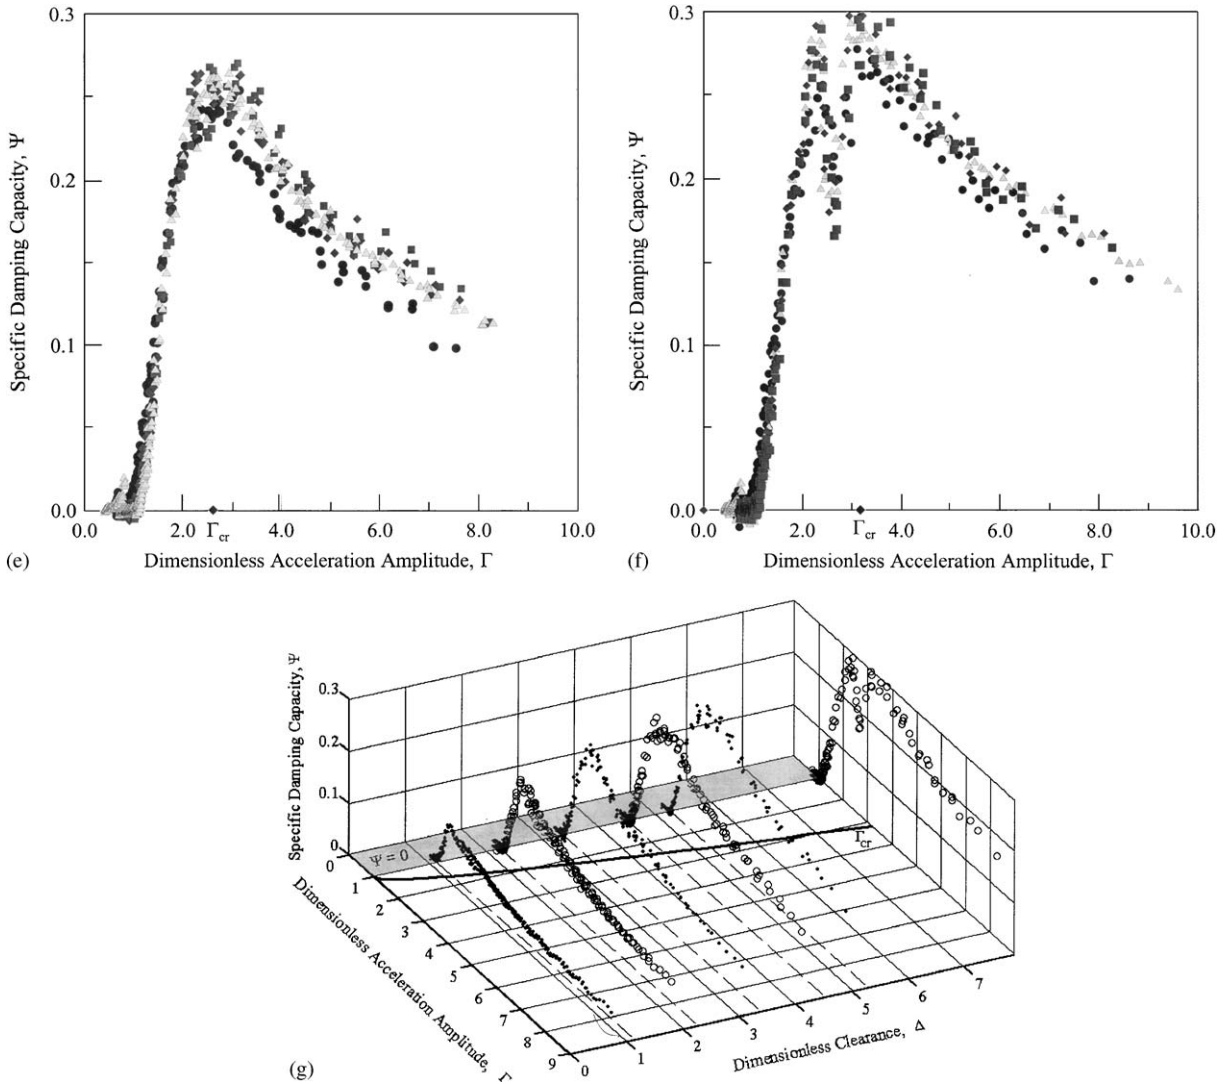 0.3
0.2
0.1
0.0
Specific Damping Capacity, Ψ
0.0 2.0 Γcr 4.0 6.0 8.0 10.0
(e) Dimensionless Acceleration Amplitude, Γ
0.3
0.2
0.1
0.0
Specific Damping Capacity, Ψ
0.0 2.0 Γcr 4.0 6.0 8.0 10.0
(f) Dimensionless Acceleration Amplitude, Γ
Specific Damping Capacity, Ψ
0.3
0.2
0.1
0
Ψ = 0
Γcr
0 1 2 3 4 5 6 7 8 9
Dimensionless Acceleration Amplitude, Γ
0 1 2 3 4 5 6 7
Dimensionless Clearance, Δ
(g)